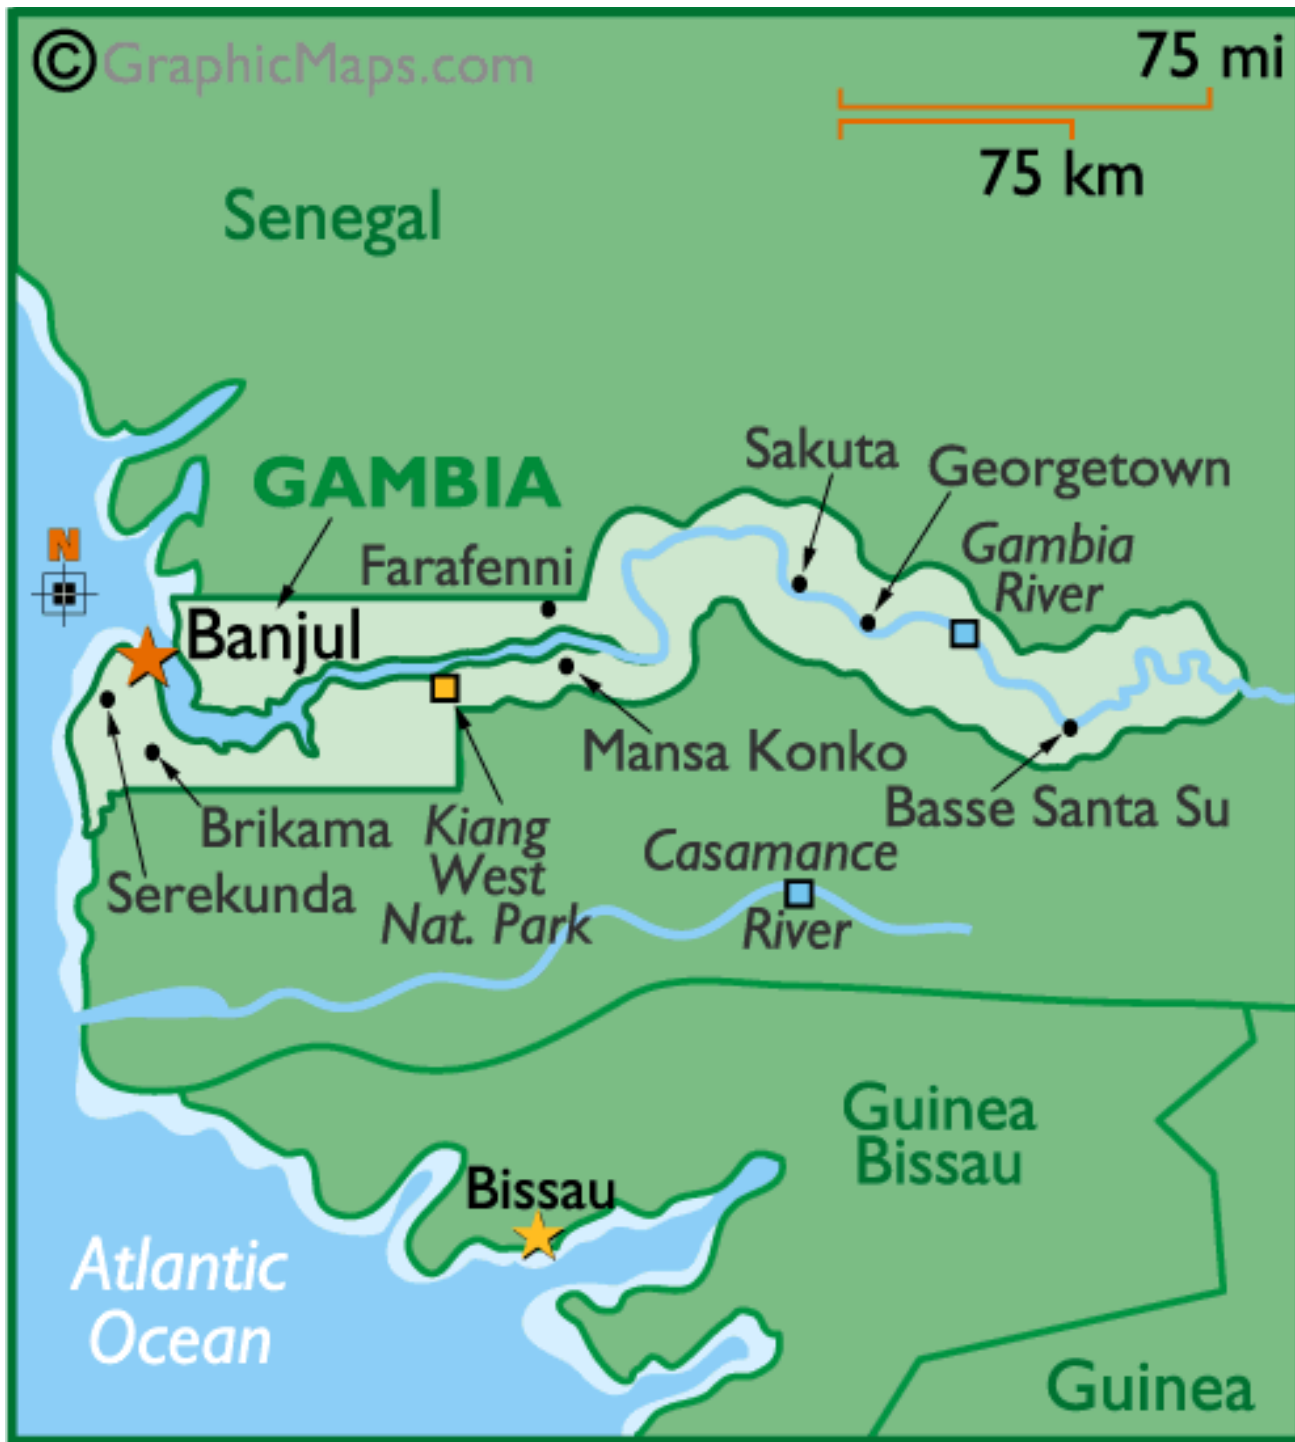 ©GraphicMaps.com
75 mi
75 km
Senegal
GAMBIA
Sakuta
Georgetown
Gambia
River
Farafenni
N
Banjul
Mansa Konko
Basse Santa Su
Brikama
Kiang
West
Nat. Park
Serekunda
Casamance
River
Guinea
Bissau
Bissau
Atlantic
Ocean
Guinea